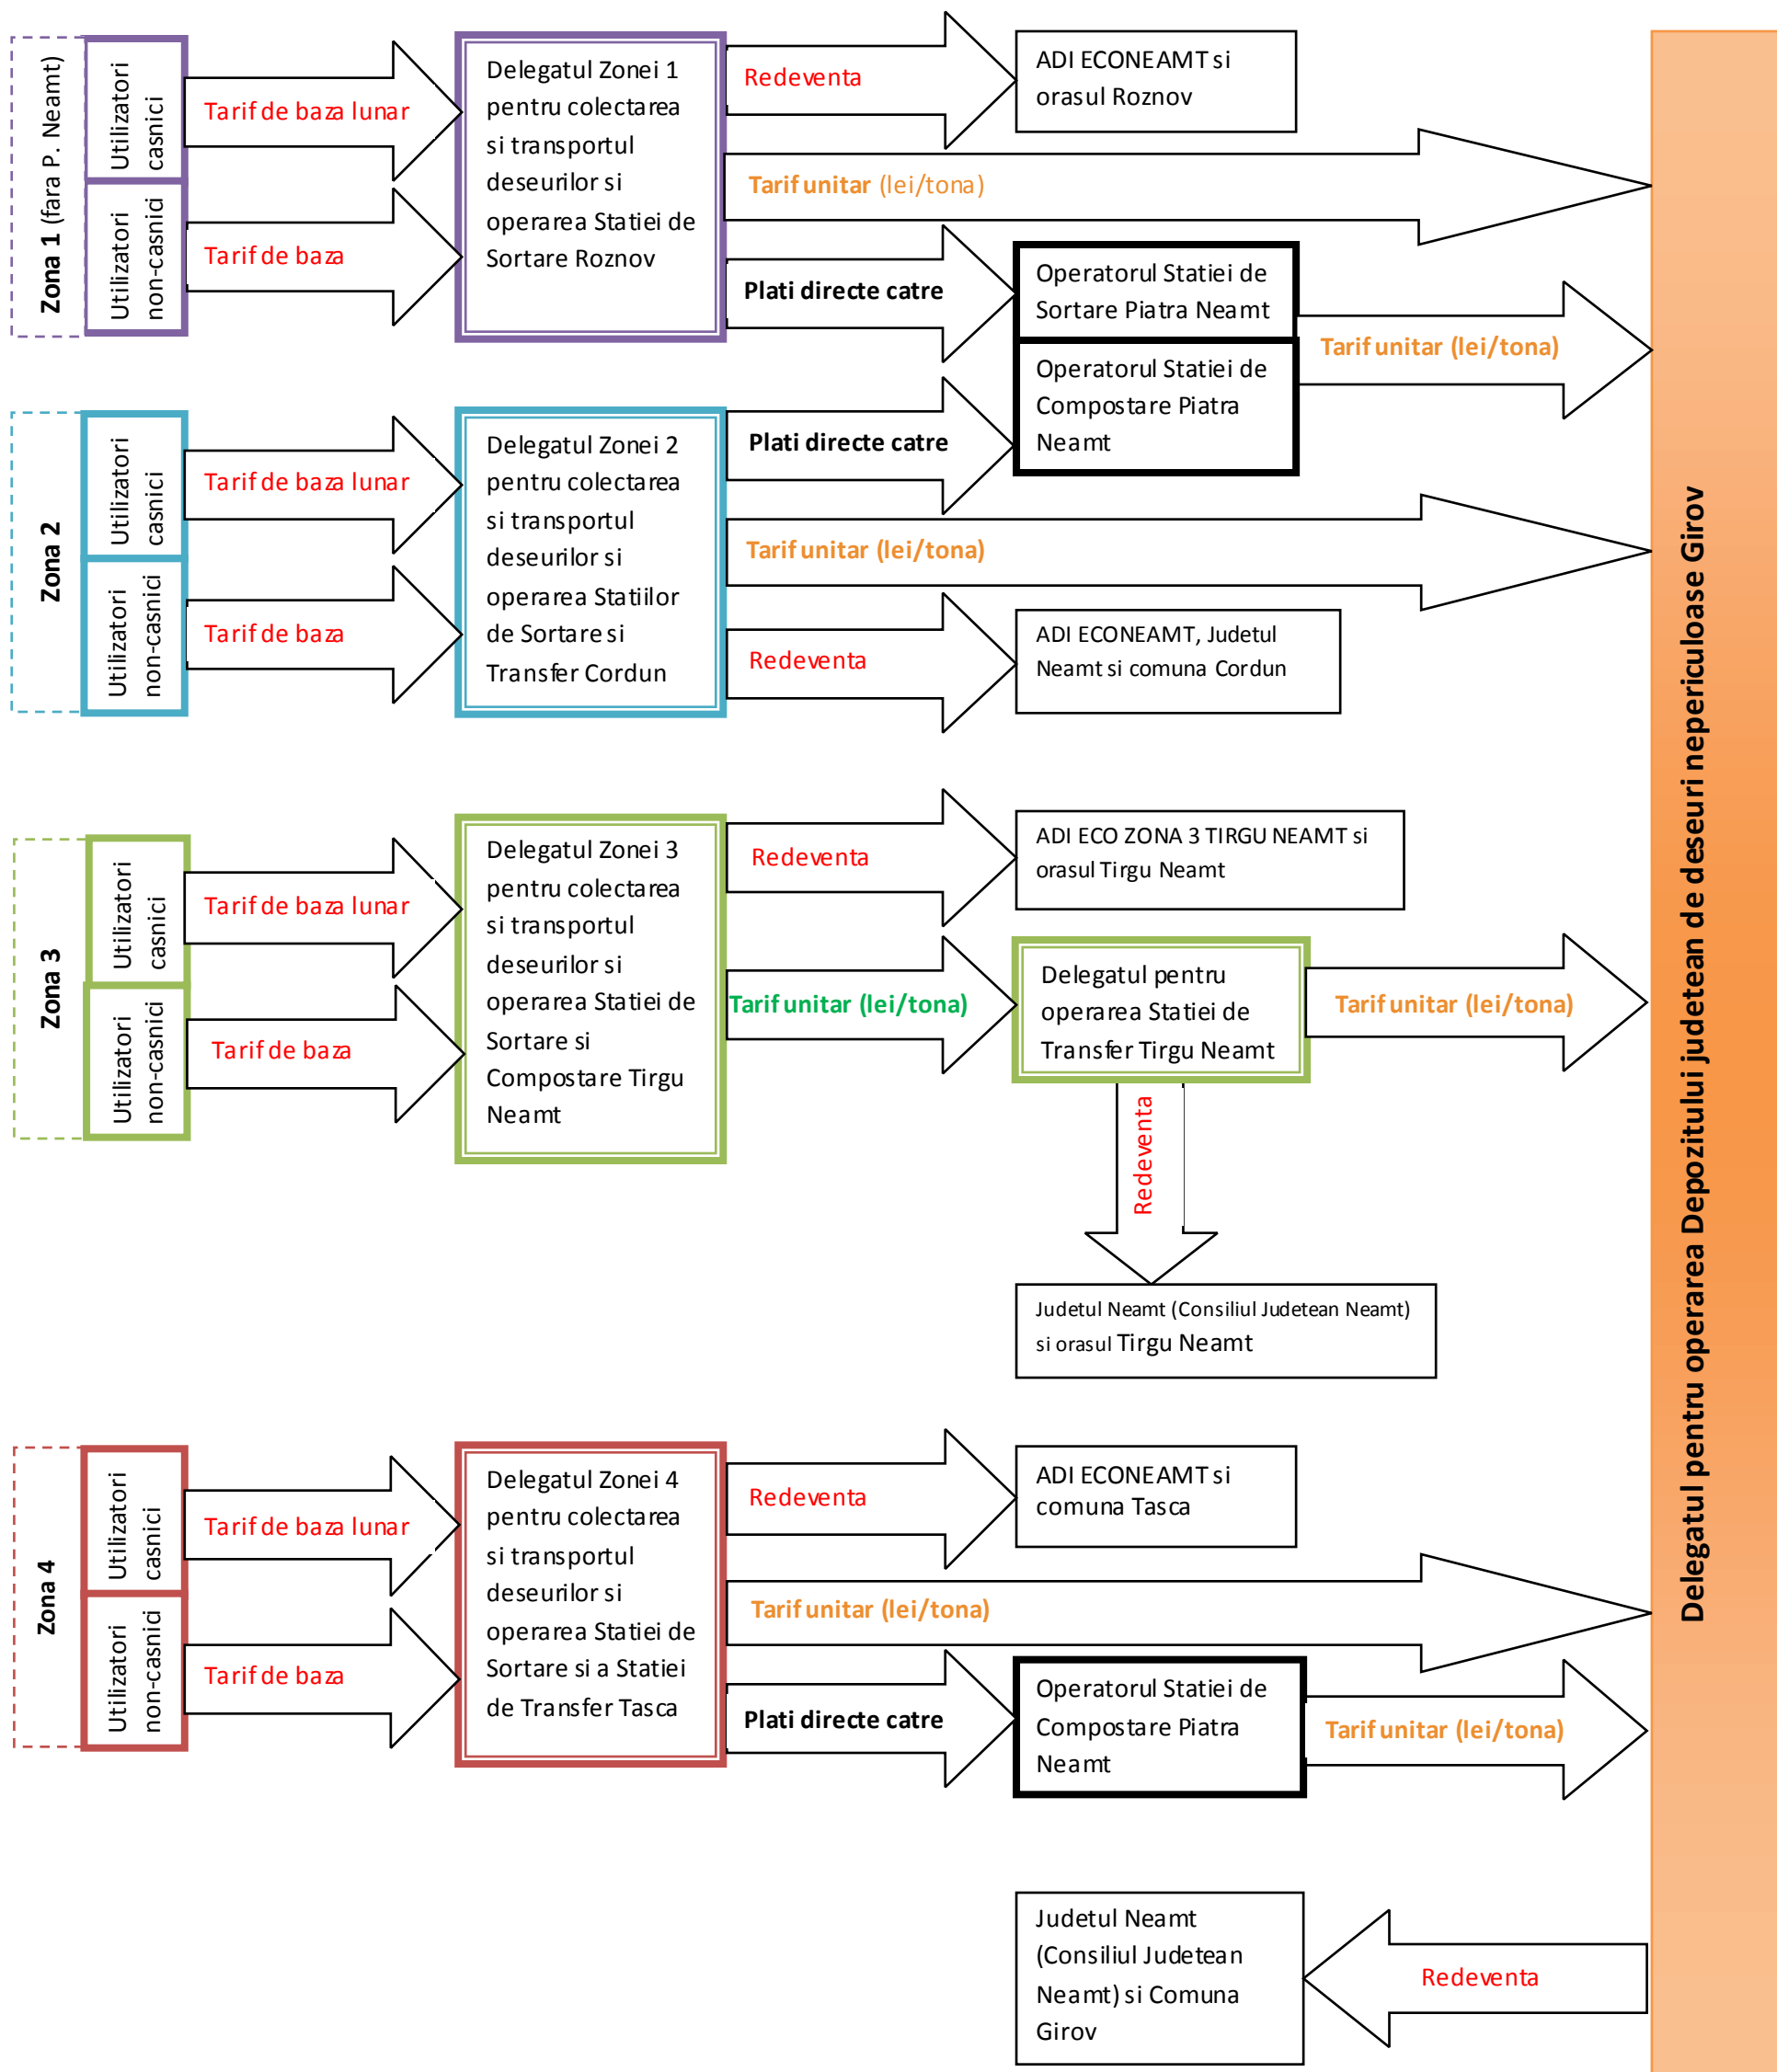 Zona 1 (fara P. Neamt)
Utilizatori
casnici
Utilizatori
non-casnici
Tarif de baza lunar
Tarif de baza
Delegatul Zonei 1
pentru colectarea
si transportul
deseurilor si
operarea Statiei de
Sortare Roznov
Redeventa
ADI ECONEAMT si
orasul Roznov
Tarif unitar (lei/tona)
Plati directe catre
Operatorul Statiei de
Sortare Piatra Neamt
Operatorul Statiei de
Compostare Piatra
Neamt
Tarif unitar (lei/tona)
Zona 2
Utilizatori
casnici
Utilizatori
non-casnici
Tarif de baza lunar
Tarif de baza
Delegatul Zonei 2
pentru colectarea
si transportul
deseurilor si
operarea Statiilor
de Sortare si
Transfer Cordun
Plati directe catre
Tarif unitar (lei/tona)
Redeventa
ADI ECONEAMT, Judetul
Neamt si comuna Cordun
Zona 3
Utilizatori
casnici
Utilizatori
non-casnici
Tarif de baza lunar
Tarif de baza
Delegatul Zonei 3
pentru colectarea
si transportul
deseurilor si
operarea Statiei de
Sortare si
Compostare Tirgu
Neamt
Redeventa
ADI ECO ZONA 3 TIRGU NEAMT si
orasul Tirgu Neamt
Tarif unitar (lei/tona)
Delegatul pentru
operarea Statiei de
Transfer Tirgu Neamt
Tarif unitar (lei/tona)
Redeventa
Judetul Neamt (Consiliul Judetean Neamt)
si orasul Tirgu Neamt
Zona 4
Utilizatori
casnici
Utilizatori
non-casnici
Tarif de baza lunar
Tarif de baza
Delegatul Zonei 4
pentru colectarea
si transportul
deseurilor si
operarea Statiei de
Sortare si a Statiei
de Transfer Tasca
Redeventa
ADI ECONEAMT si
comuna Tasca
Tarif unitar (lei/tona)
Plati directe catre
Operatorul Statiei de
Compostare Piatra
Neamt
Tarif unitar (lei/tona)
Judetul Neamt
(Consiliul Judetean
Neamt) si Comuna
Girov
Redeventa
Delegatul pentru operarea Depozitului judetean de deseuri nepericuloase Girov